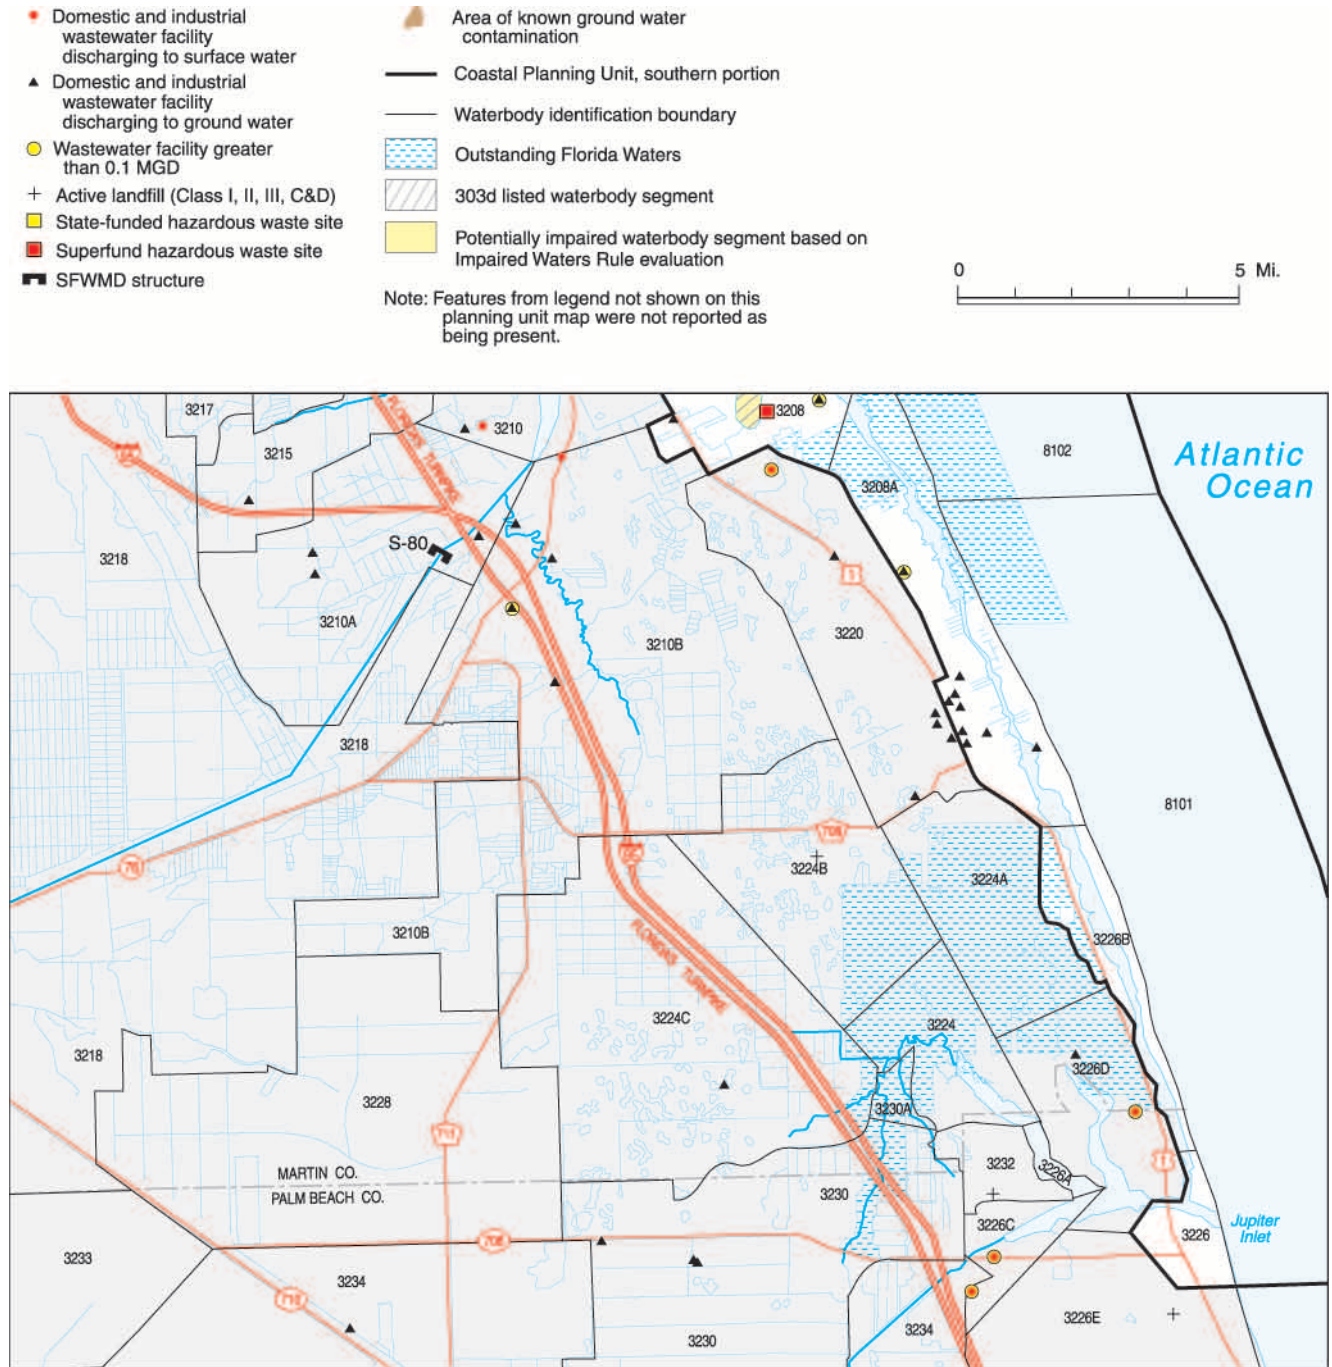 Domestic and industrial
wastewater facility
discharging to surface water
Domestic and industrial
wastewater facility
discharging to ground water
Wastewater facility greater
than 0.1 MGD
Active landfill (Class I, II, III, C&D)
State-funded hazardous waste site
Superfund hazardous waste site
SFWMD structure
Area of known ground water
contamination
Coastal Planning Unit, southern portion
Waterbody identification boundary
Outstanding Florida Waters
303d listed waterbody segment
Potentially impaired waterbody segment based on
Impaired Waters Rule evaluation
Note: Features from legend not shown on this
planning unit map were not reported as
being present.
0 5 Mi.
3217
FLORIDA'S TURNPIKE
3210
3208
3215
8102
Atlantic
Ocean
3208A
S-80
3218
1
3210A
3210B
3220
3218
8101
76
708
3224B
3224A
3210B
FLORIDA'S TURNPIKE
3226B
3224C
3224
3218
3226D
3228
3230A
711
MARTIN CO.
PALM BEACH CO.
3232
3226A
1
3230
3226C
3226
Jupiter
Inlet
706
3233
3234
710
3230
3234
3226E